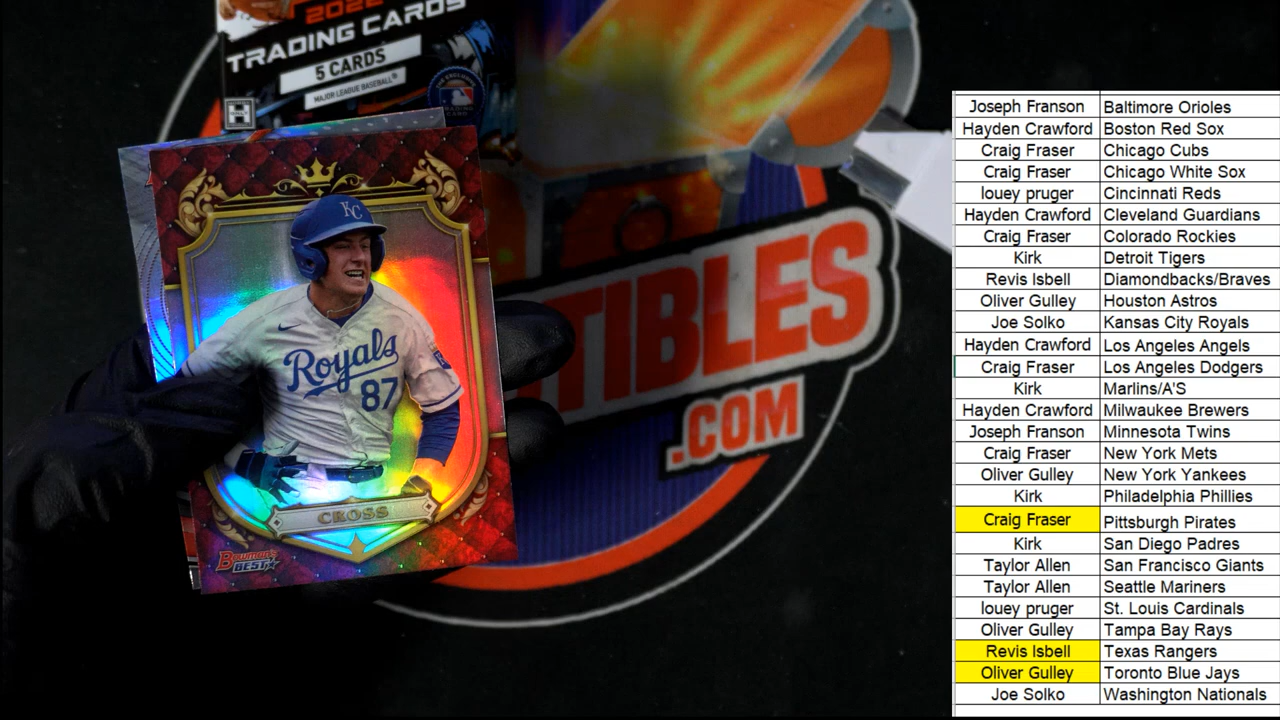 2022
TRADING CARDS
5 CARDS
MAJOR LEAGUE BASEBALL®
H
KC
Royals
87
CROSS
BOWMAN'S
BEST
TIBLES
.COM
Joseph Franson Baltimore Orioles
Hayden Crawford Boston Red Sox
Craig Fraser Chicago Cubs
Craig Fraser Chicago White Sox
louey pruger Cincinnati Reds
Hayden Crawford Cleveland Guardians
Craig Fraser Colorado Rockies
Kirk Detroit Tigers
Revis Isbell Diamondbacks/Braves
Oliver Gulley Houston Astros
Joe Solko Kansas City Royals
Hayden Crawford Los Angeles Angels
Craig Fraser Los Angeles Dodgers
Kirk Marlins/A'S
Hayden Crawford Milwaukee Brewers
Joseph Franson Minnesota Twins
Craig Fraser New York Mets
Oliver Gulley New York Yankees
Kirk Philadelphia Phillies
Craig Fraser Pittsburgh Pirates
Kirk San Diego Padres
Taylor Allen San Francisco Giants
Taylor Allen Seattle Mariners
louey pruger St. Louis Cardinals
Oliver Gulley Tampa Bay Rays
Revis Isbell Texas Rangers
Oliver Gulley Toronto Blue Jays
Joe Solko Washington Nationals